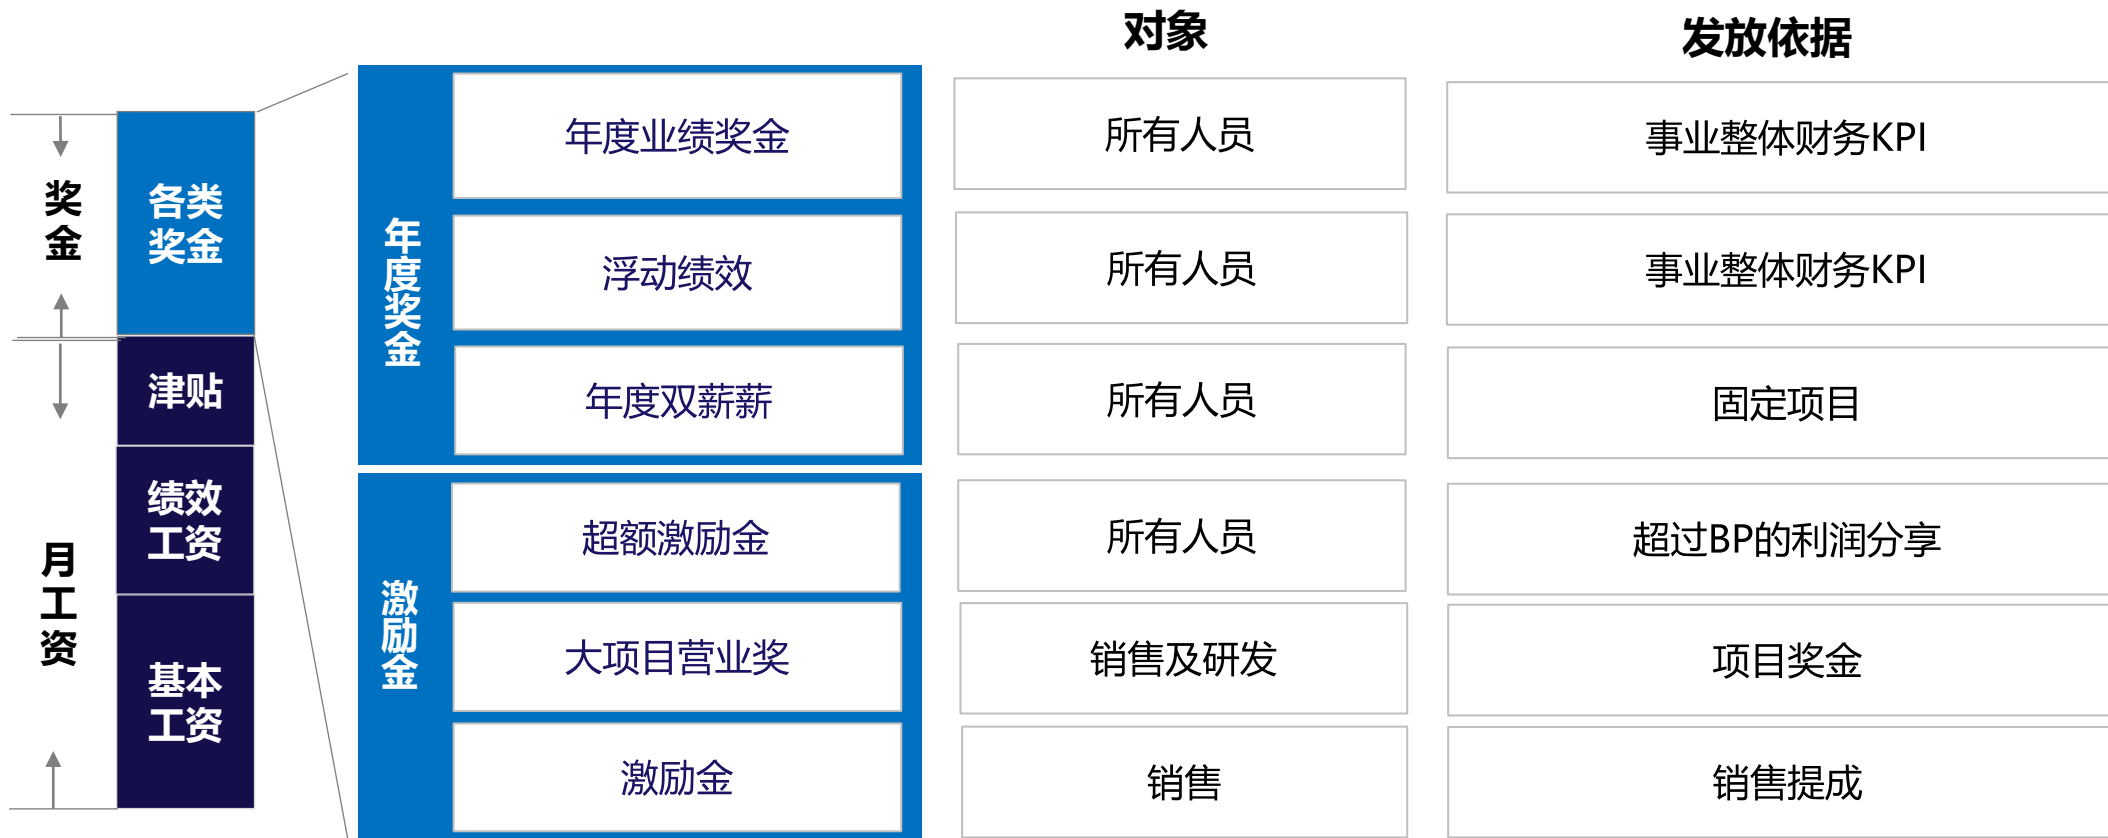 对象
发放依据
奖
金
各类
奖金
津贴
绩效
工资
基本
工资
月
工
资
年
度
奖
金
年度业绩奖金
所有人员
事业整体财务KPI
浮动绩效
所有人员
事业整体财务KPI
年度双薪薪
所有人员
固定项目
激
励
金
超额激励金
所有人员
超过BP的利润分享
大项目营业奖
销售及研发
项目奖金
激励金
销售
销售提成